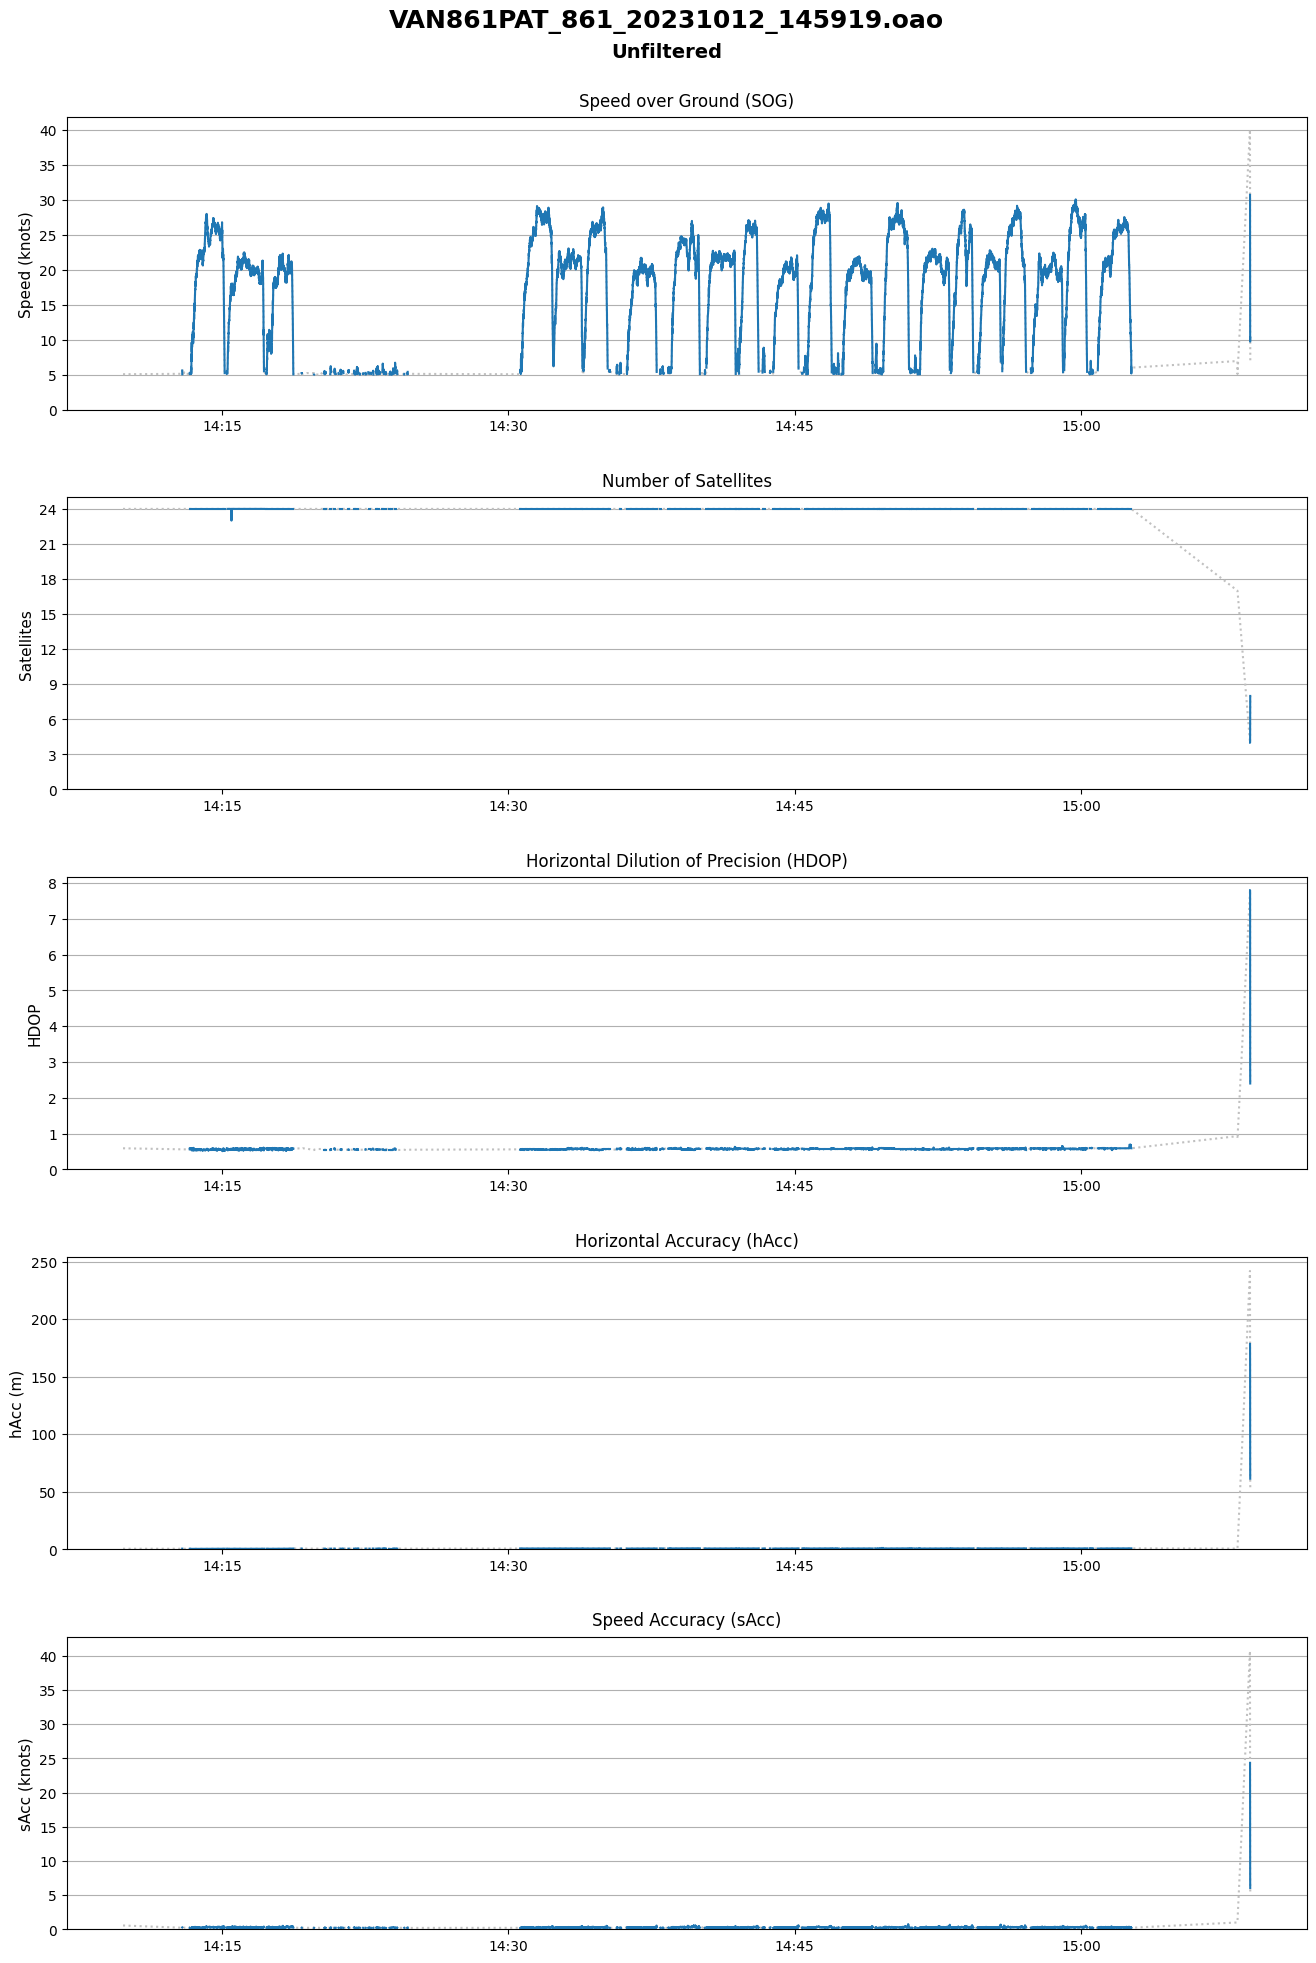 VAN861PAT_861_20231012_145919.oao
Unfiltered
Speed over Ground (SOG)
Speed (knots)
40
35
30
25
20
15
10
5
0
14:15 14:30 14:45 15:00
Number of Satellites
Satellites
24
21
18
15
12
9
6
3
0
14:15 14:30 14:45 15:00
Horizontal Dilution of Precision (HDOP)
HDOP
8
7
6
5
4
3
2
1
0
14:15 14:30 14:45 15:00
Horizontal Accuracy (hAcc)
hAcc (m)
250
200
150
100
50
0
14:15 14:30 14:45 15:00
Speed Accuracy (sAcc)
sAcc (knots)
40
35
30
25
20
15
10
5
0
14:15 14:30 14:45 15:00